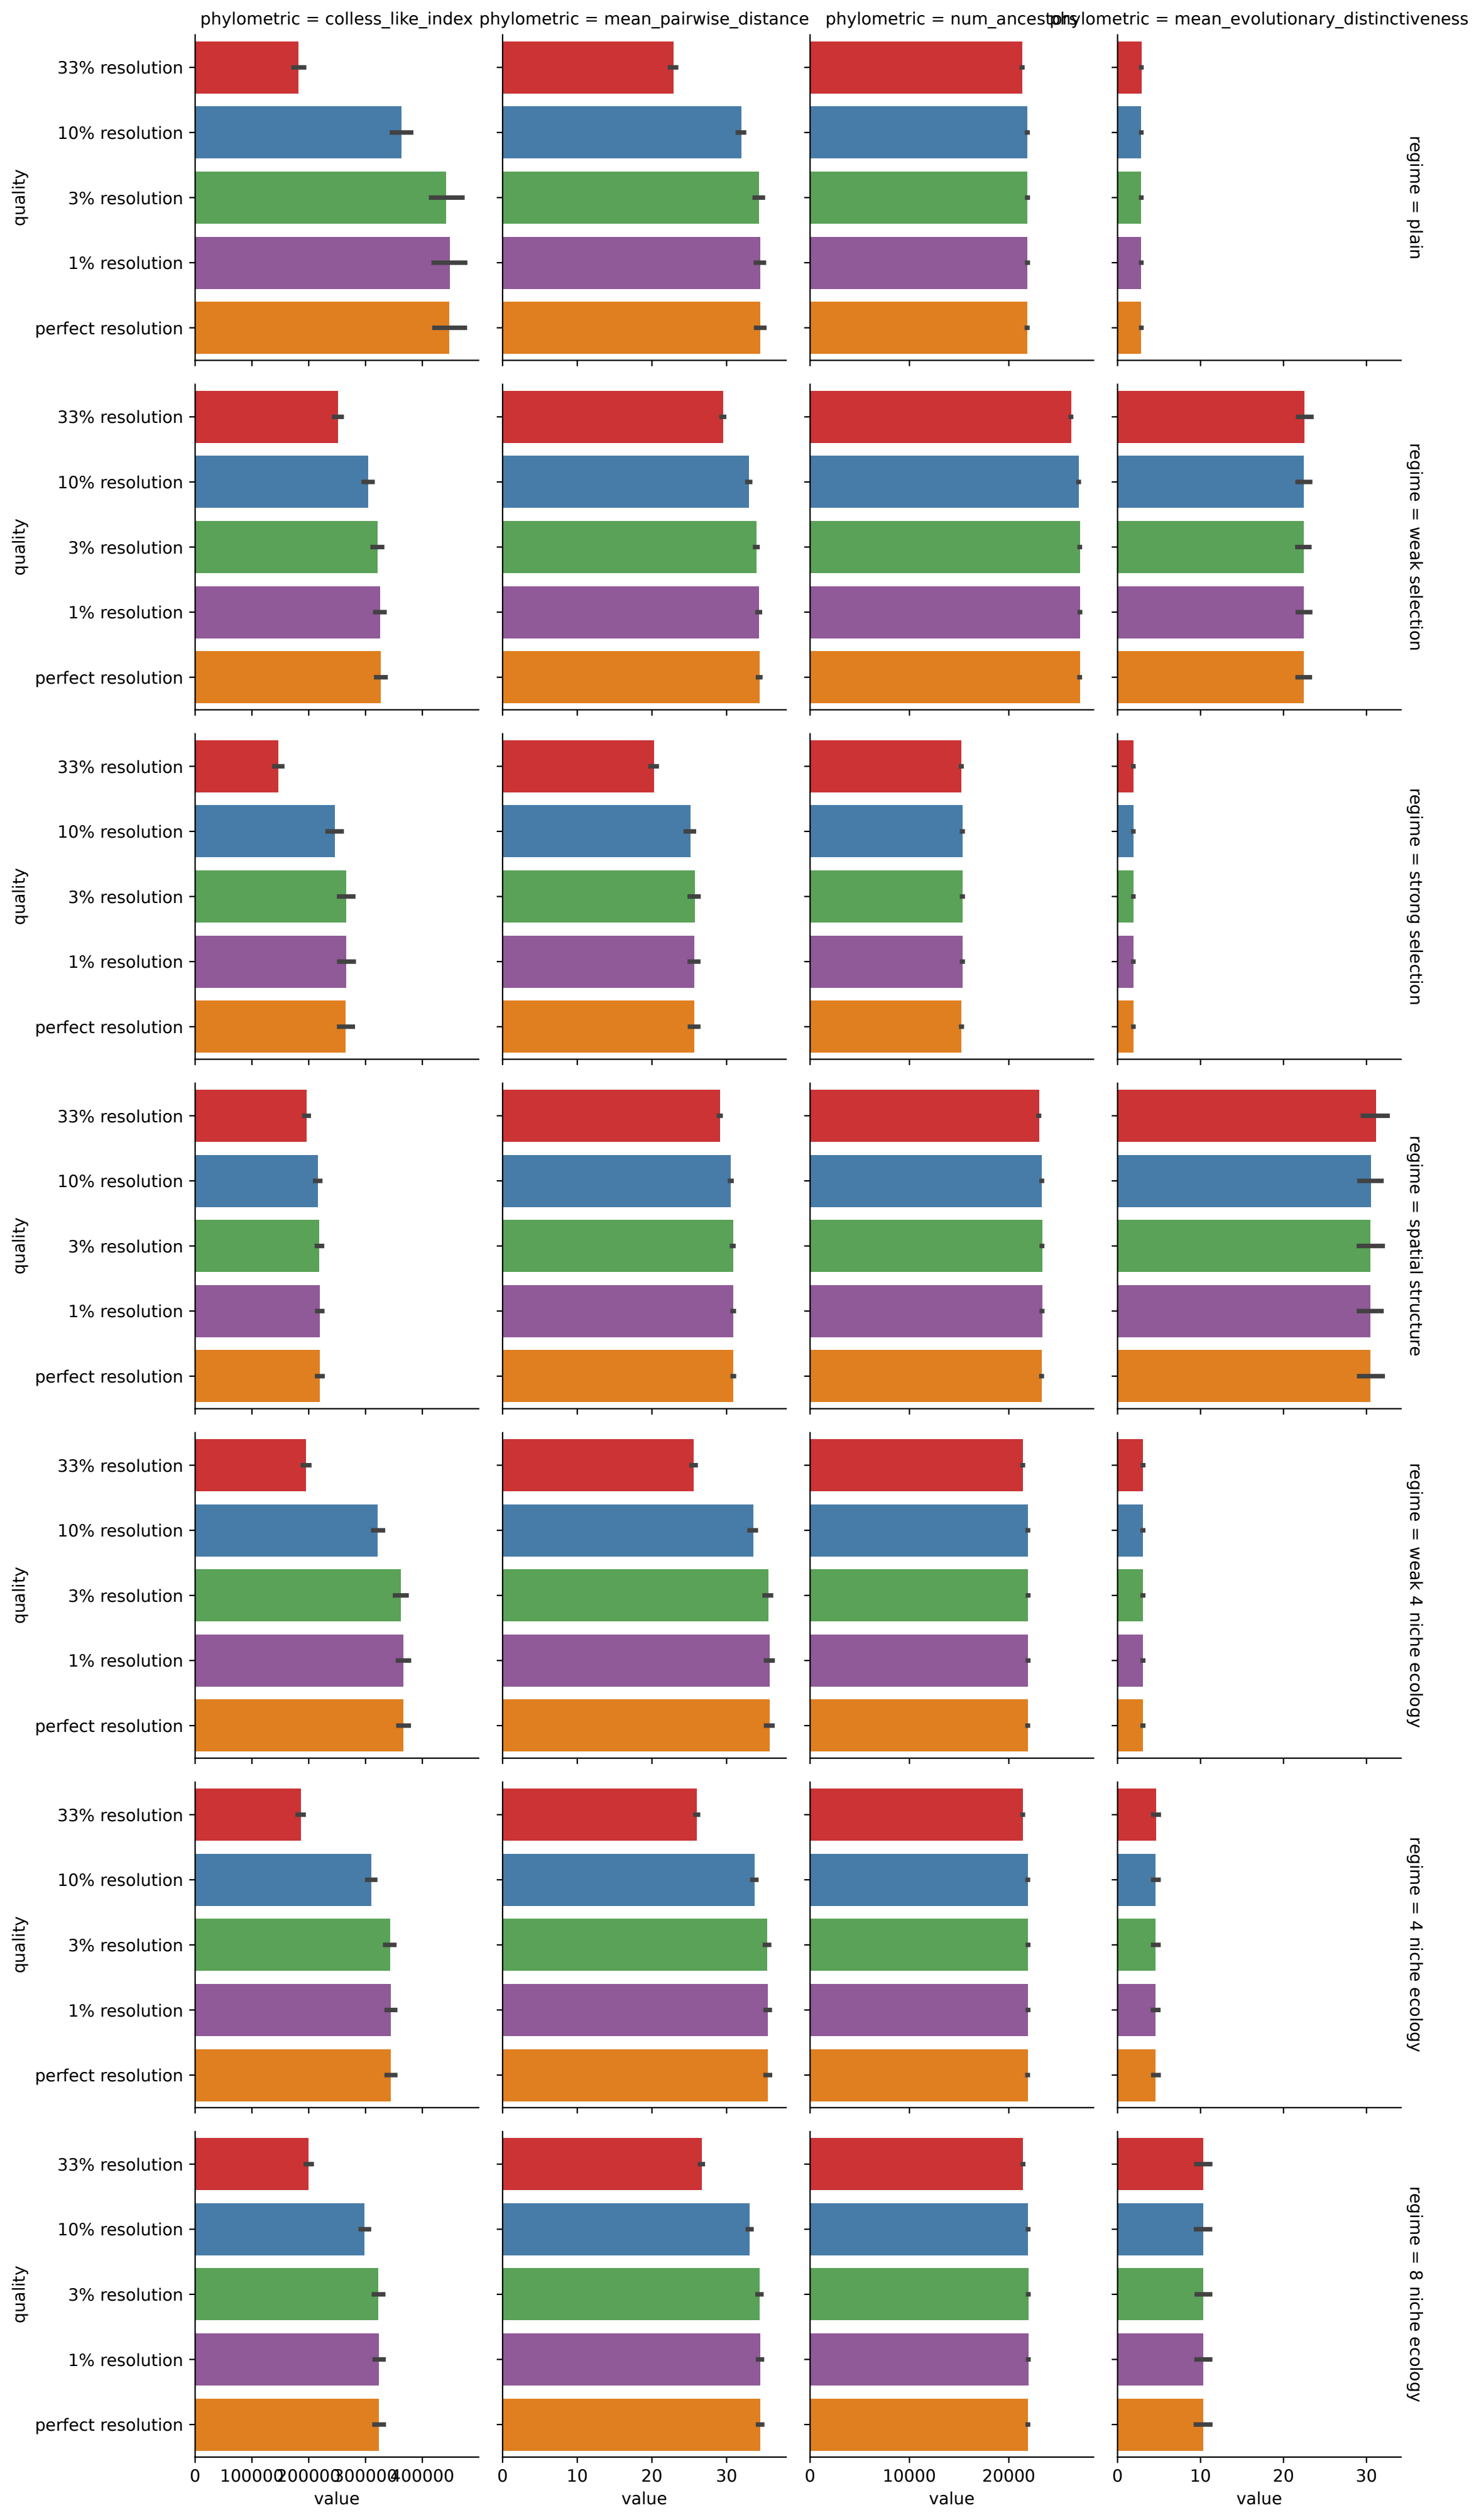 phylometric = colless_like_index
phylometric = mean_pairwise_distance
phylometric = num_ancestors
phylometric = mean_evolutionary_distinctiveness
33% resolution
10% resolution
3% resolution
1% resolution
perfect resolution
quality
regime = plain
33% resolution
10% resolution
3% resolution
1% resolution
perfect resolution
quality
regime = weak selection
33% resolution
10% resolution
3% resolution
1% resolution
perfect resolution
quality
regime = strong selection
33% resolution
10% resolution
3% resolution
1% resolution
perfect resolution
quality
regime = spatial structure
33% resolution
10% resolution
3% resolution
1% resolution
perfect resolution
quality
regime = weak 4 niche ecology
33% resolution
10% resolution
3% resolution
1% resolution
perfect resolution
quality
regime = 4 niche ecology
33% resolution
10% resolution
3% resolution
1% resolution
perfect resolution
quality
regime = 8 niche ecology
0 100000 200000 300000 400000
0 10 20 30
0 10000 20000
0 10 20 30
value
value
value
value